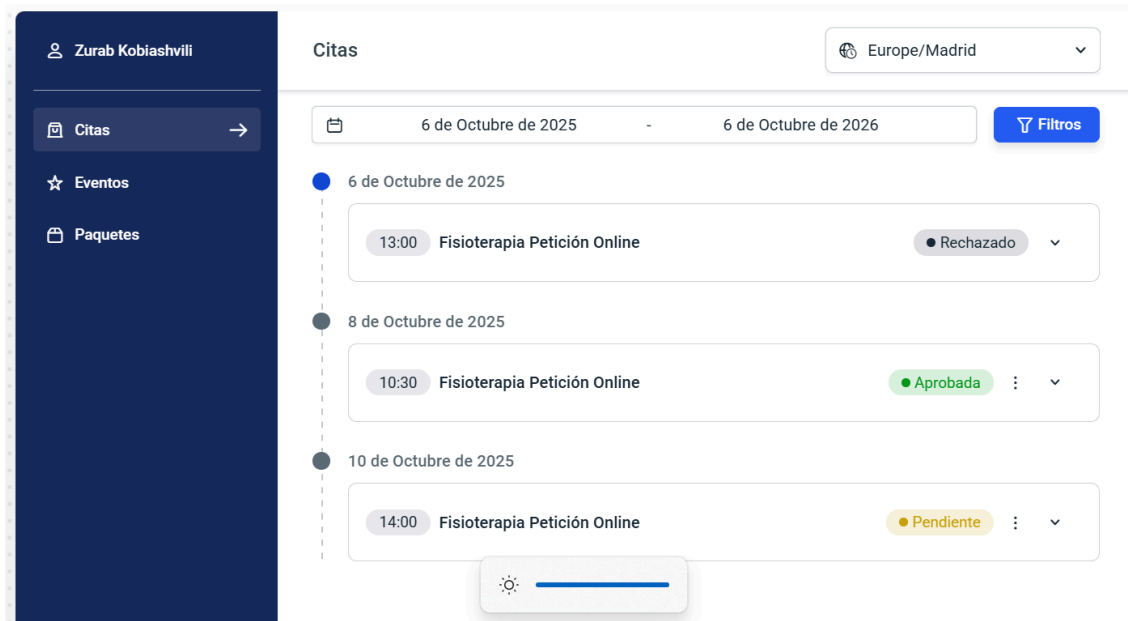 Zurab Kobiashvili
Citas
Eventos
Paquetes
Citas
Europe/Madrid
6 de Octubre de 2025 - 6 de Octubre de 2026
Filtros
6 de Octubre de 2025
13:00 Fisioterapia Petición Online Rechazado
8 de Octubre de 2025
10:30 Fisioterapia Petición Online Aprobada
10 de Octubre de 2025
14:00 Fisioterapia Petición Online Pendiente